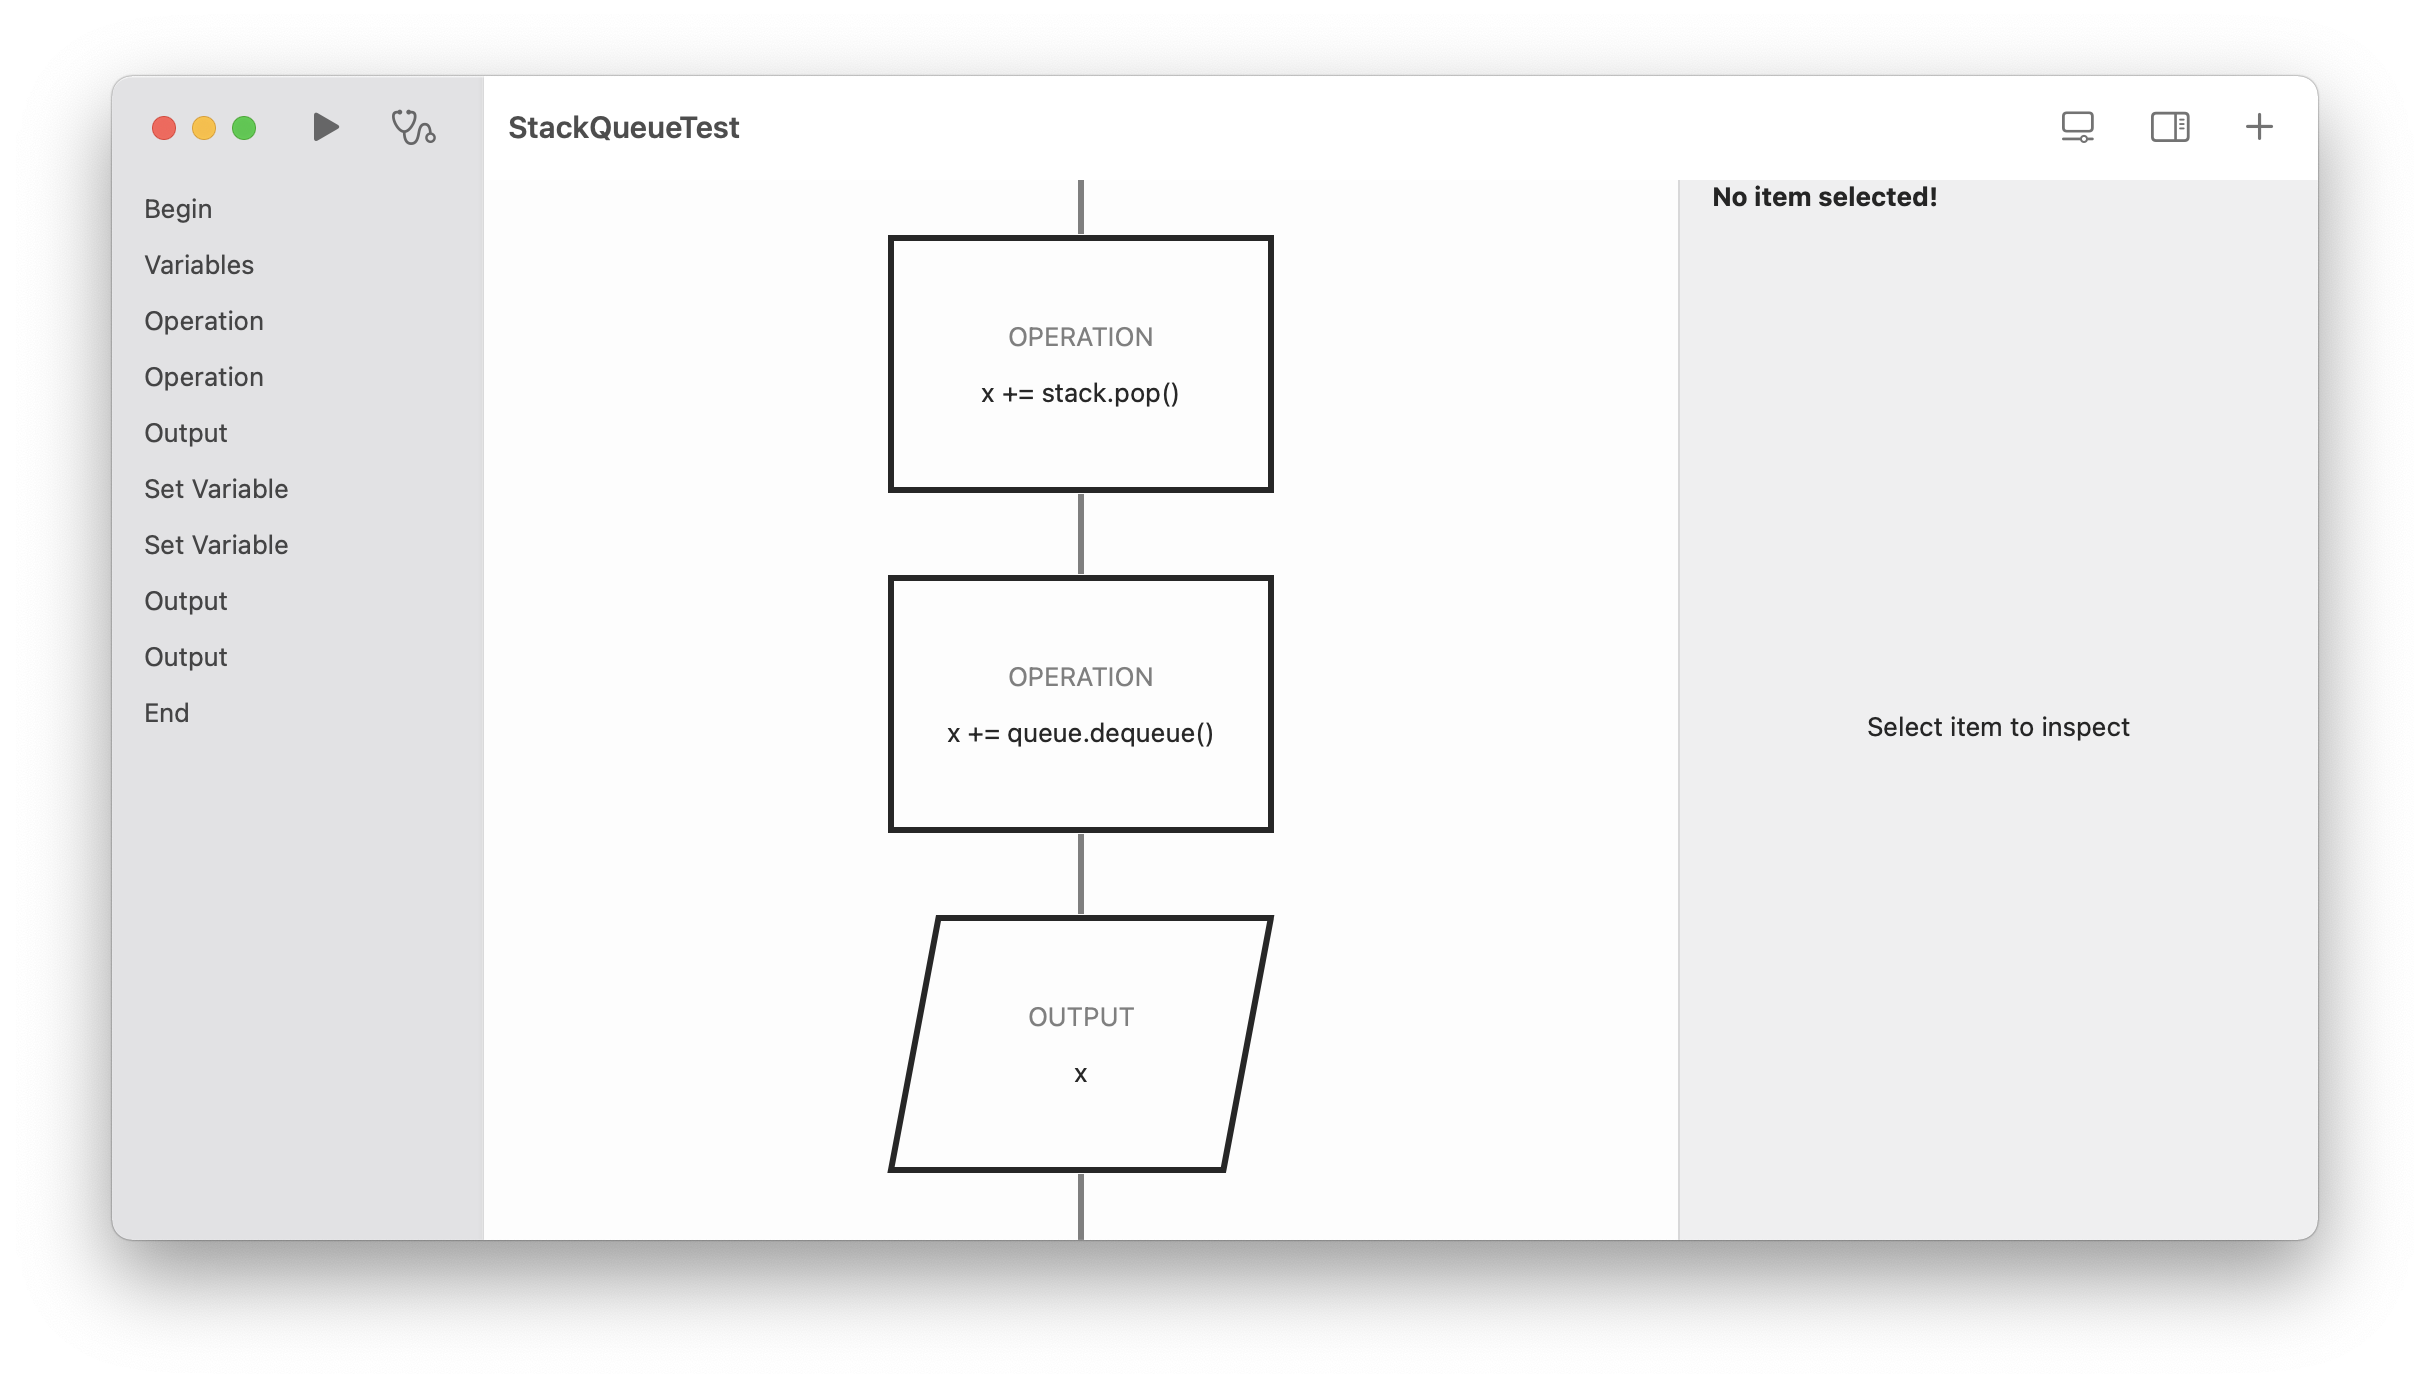 StackQueueTest
Begin
Variables
Operation
Operation
Output
Set Variable
Set Variable
Output
Output
End
OPERATION
x += stack.pop()
OPERATION
x += queue.dequeue()
OUTPUT
x
No item selected!
Select item to inspect